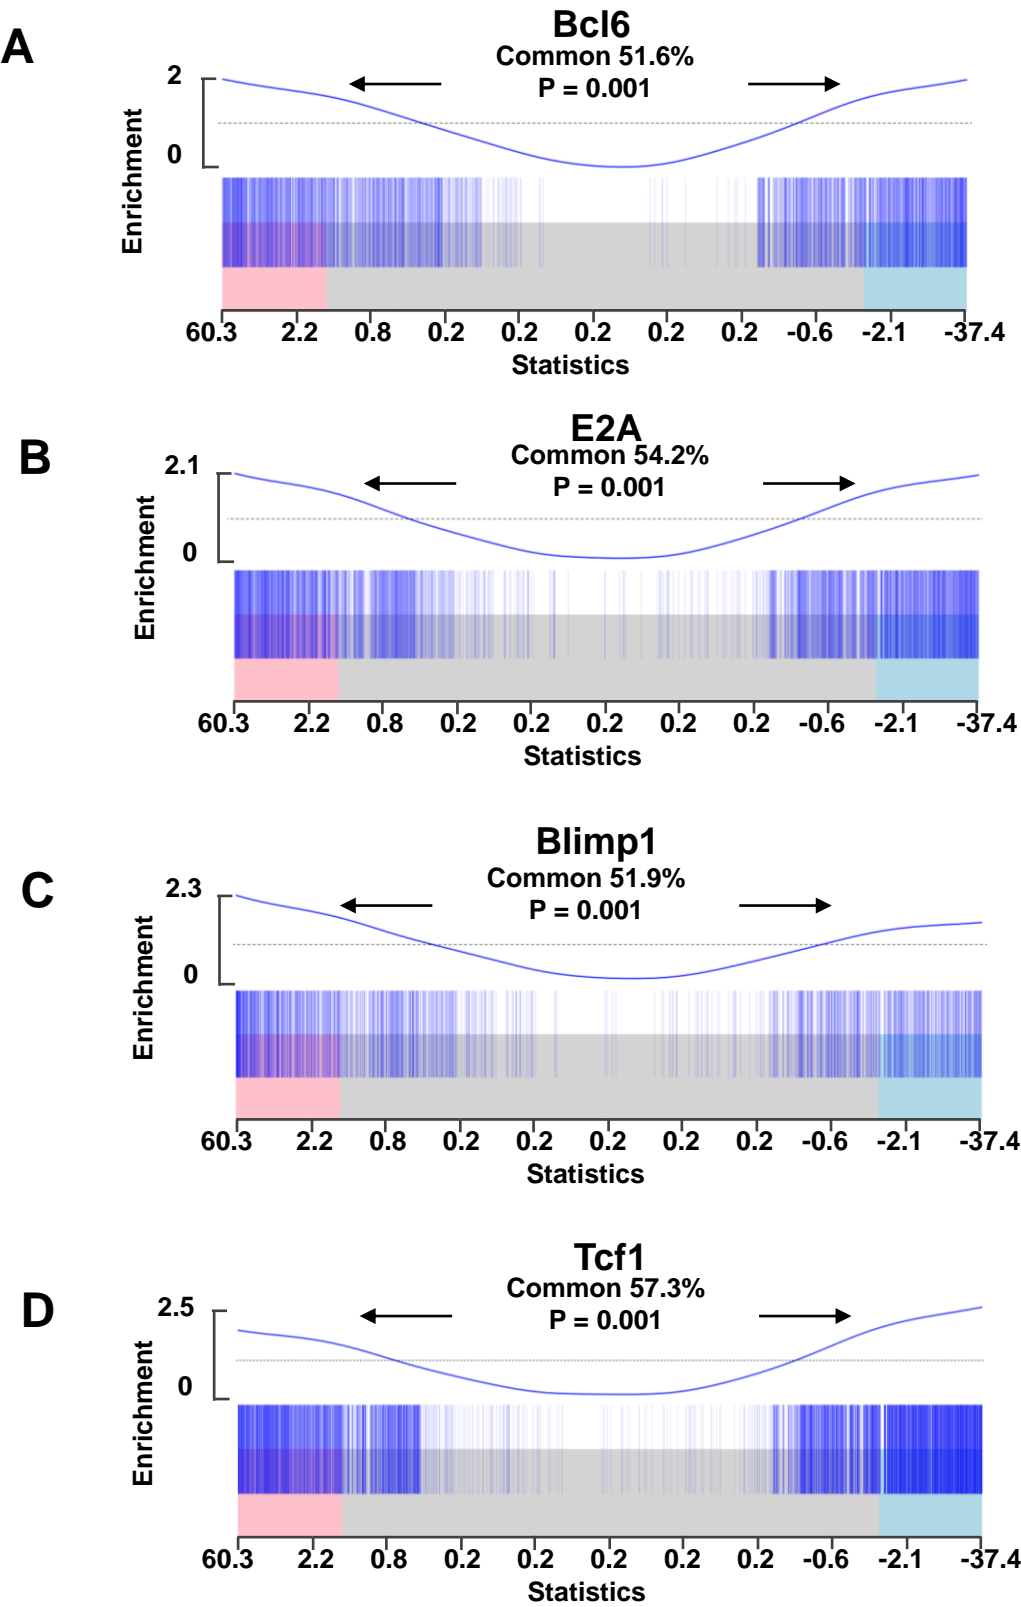 A
Bcl6
Common 51.6%
P = 0.001
2
0
Enrichment
60.3 2.2 0.8 0.2 0.2 0.2 0.2 0.2 -0.6 -2.1 -37.4
Statistics
B
E2A
Common 54.2%
P = 0.001
2.1
0
Enrichment
60.3 2.2 0.8 0.2 0.2 0.2 0.2 0.2 -0.6 -2.1 -37.4
Statistics
C
Blimp1
Common 51.9%
P = 0.001
2.3
0
Enrichment
60.3 2.2 0.8 0.2 0.2 0.2 0.2 0.2 -0.6 -2.1 -37.4
Statistics
D
Tcf1
Common 57.3%
P = 0.001
2.5
0
Enrichment
60.3 2.2 0.8 0.2 0.2 0.2 0.2 0.2 -0.6 -2.1 -37.4
Statistics